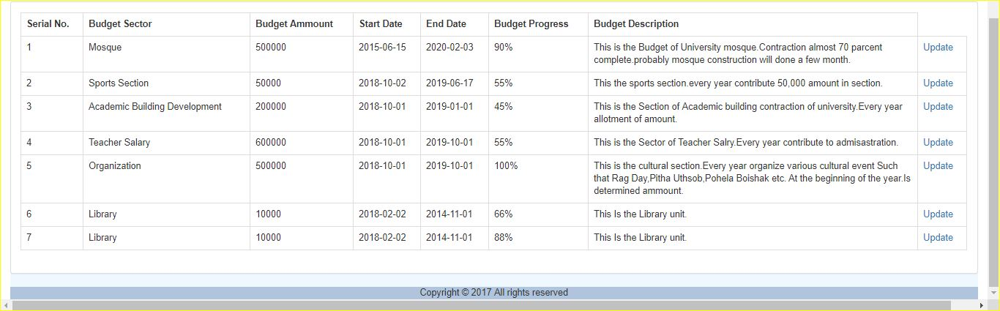 Serial No. Budget Sector Budget Ammount Start Date End Date Budget Progress Budget Description
1 Mosque 500000 2015-06-15 2020-02-03 90% This is the Budget of University mosque.Contraction almost 70 parcent Update
complete.probably mosque construction will done a few month.
2 Sports Section 50000 2018-10-02 2019-06-17 55% This the sports section.every year contribute 50,000 amount in section. Update
3 Academic Building Development 200000 2018-10-01 2019-01-01 45% This is the Section of Academic building contraction of university.Every year Update
allotment of amount.
4 Teacher Salary 600000 2018-10-01 2019-10-01 55% This is the Sector of Teacher Salry.Every year contribute to admisastration. Update
5 Organization 500000 2018-10-01 2019-10-01 100% This is the cultural section.Every year organize various cultural event Such Update
that Rag Day,Pitha Uthsob,Pohela Boishak etc. At the beginning of the year.Is
determined ammount.
6 Library 10000 2018-02-02 2014-11-01 66% This Is the Library unit. Update
7 Library 10000 2018-02-02 2014-11-01 88% This Is the Library unit. Update
Copyright © 2017 All rights reserved